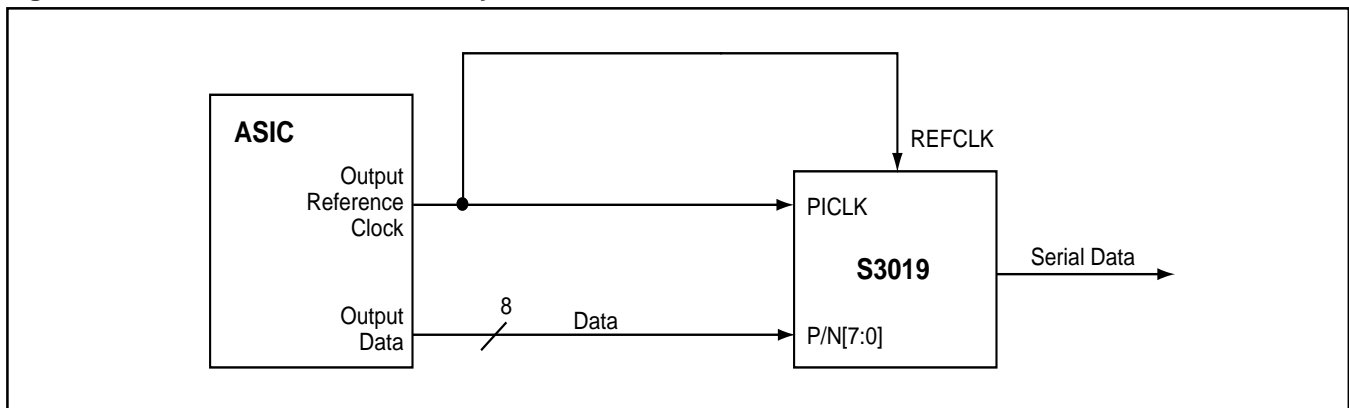 ASIC
Output
Reference
Clock
Output
Data
8
Data
REFCLK
PICLK
S3019
P/N[7:0]
Serial Data